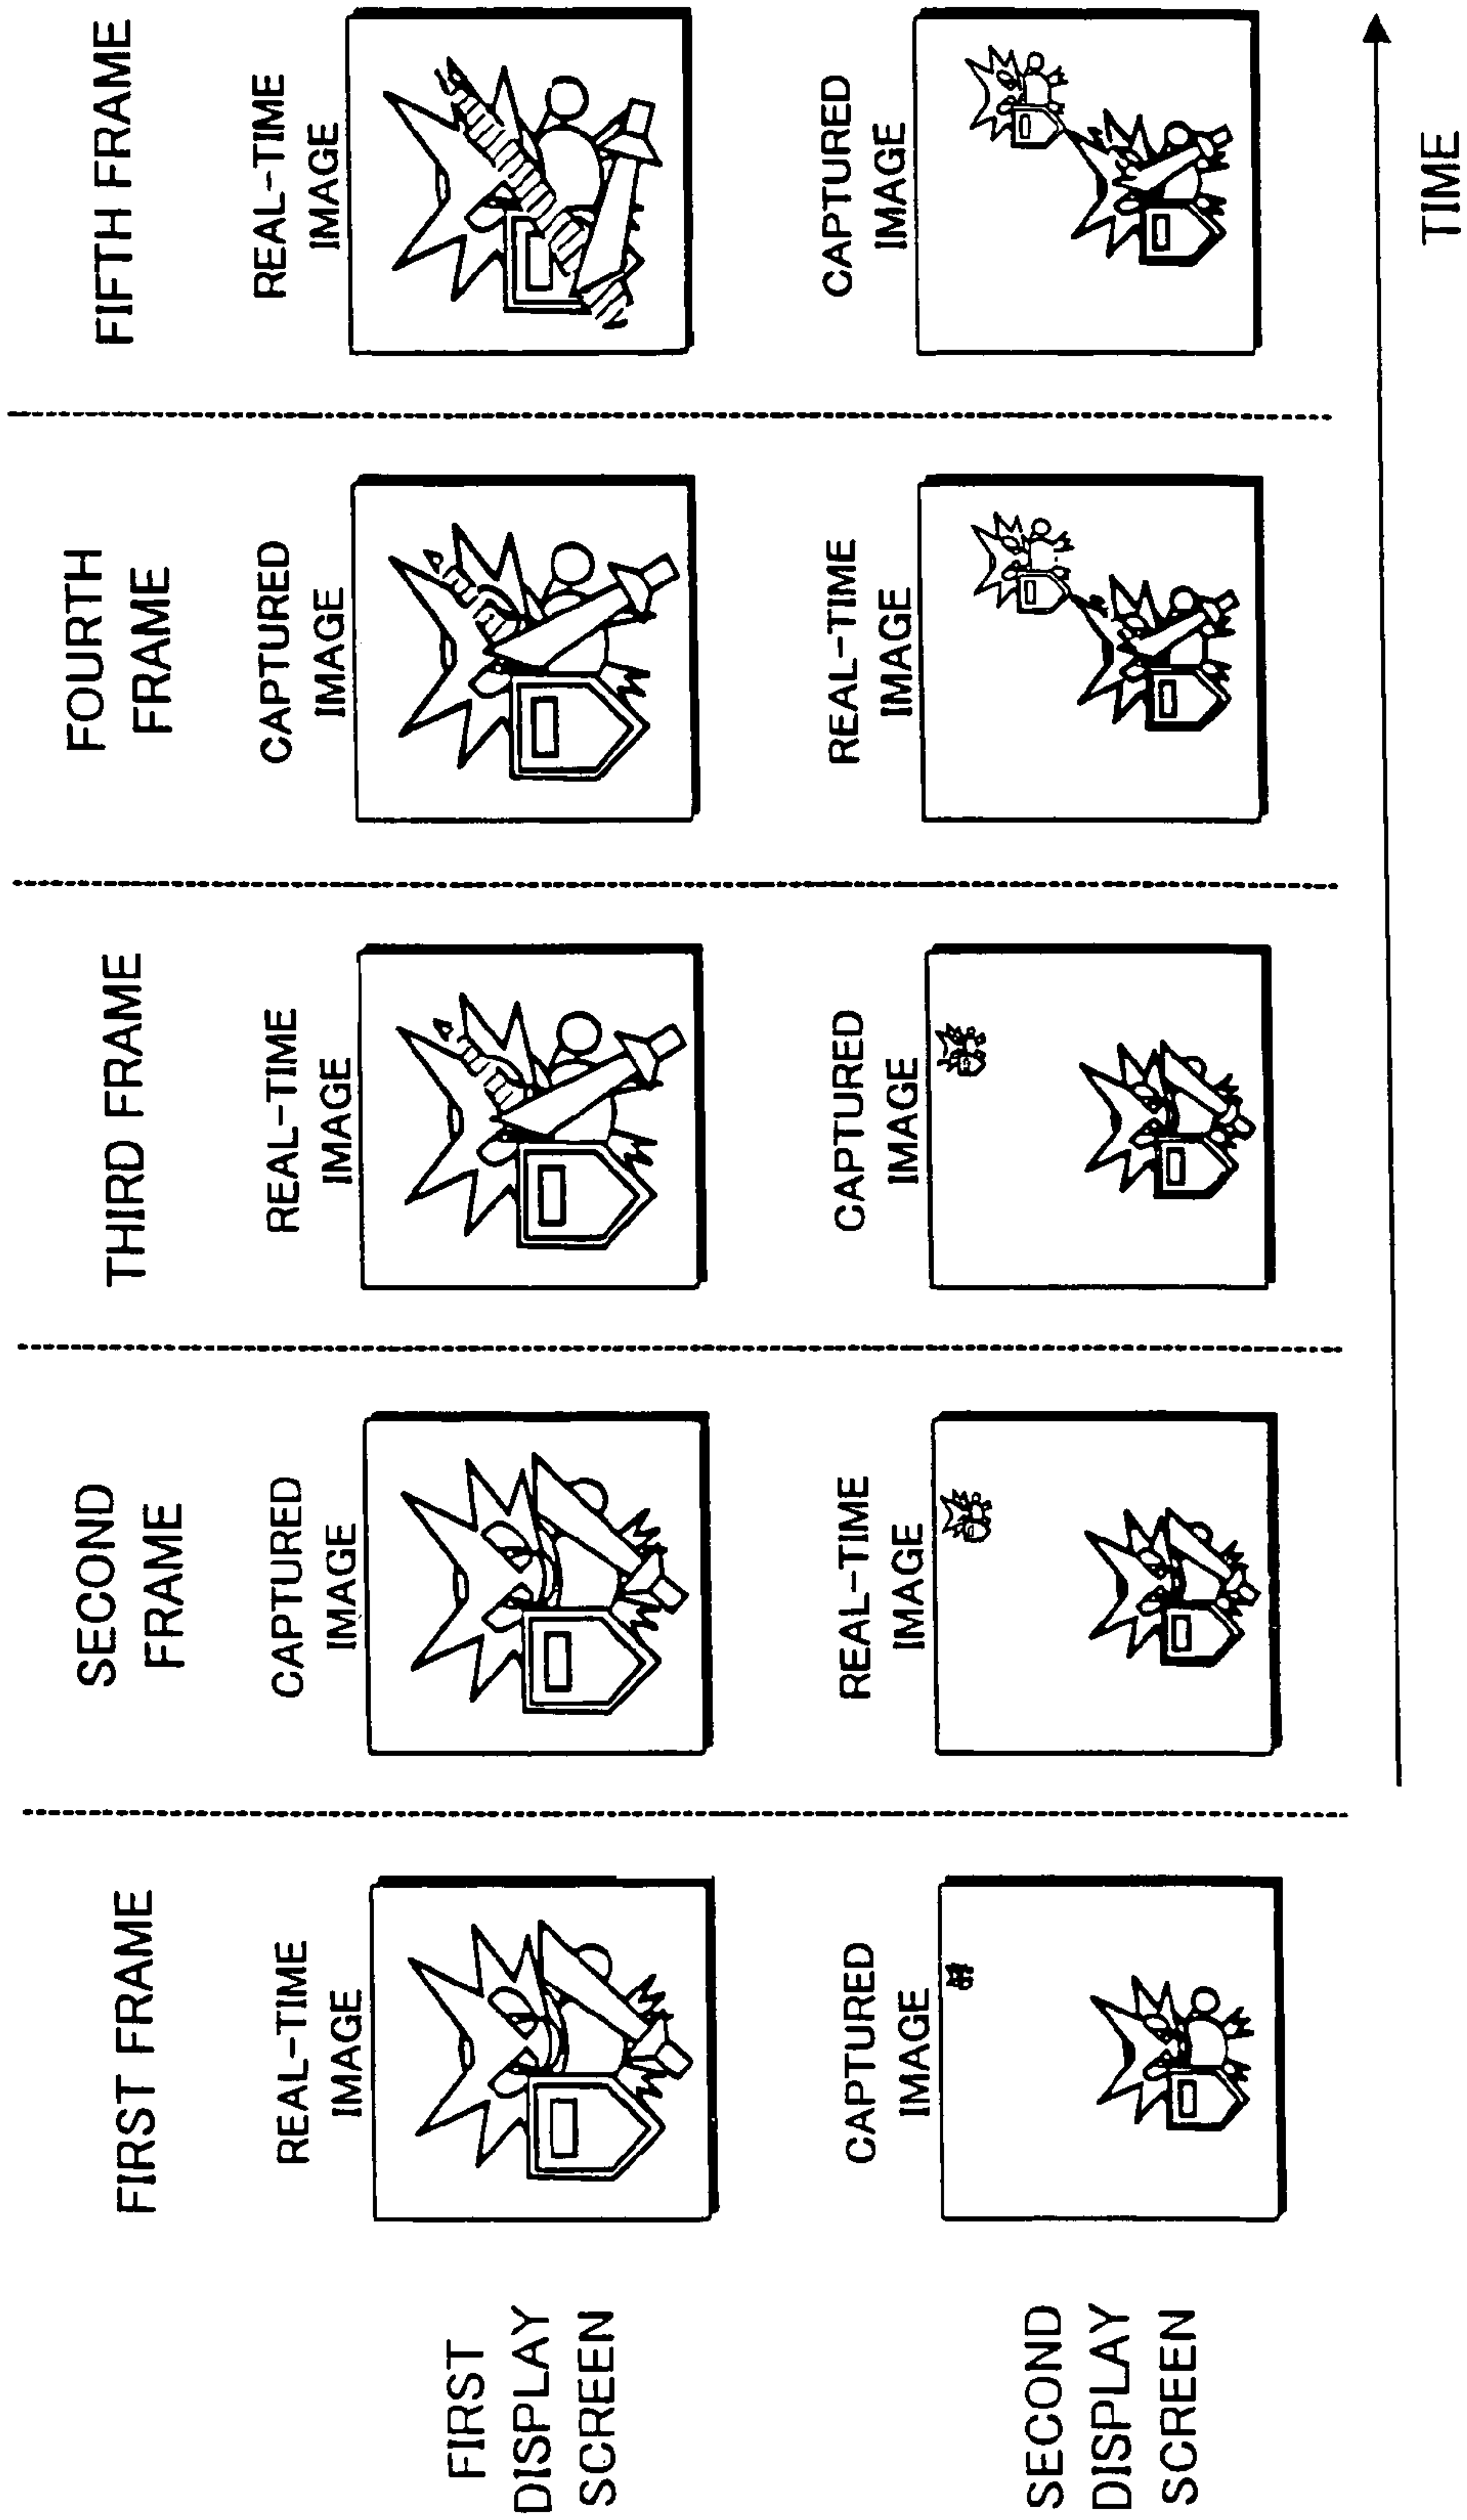 FIRST FRAME
SECOND
FRAME
THIRD FRAME
FOURTH
FRAME
FIFTH FRAME
FIRST
DISPLAY
SCREEN
REAL-TIME
IMAGE
CAPTURED
IMAGE
REAL-TIME
IMAGE
CAPTURED
IMAGE
REAL-TIME
IMAGE
SECOND
DISPLAY
SCREEN
CAPTURED
IMAGE
REAL-TIME
IMAGE
CAPTURED
IMAGE
REAL-TIME
IMAGE
CAPTURED
IMAGE
TIME